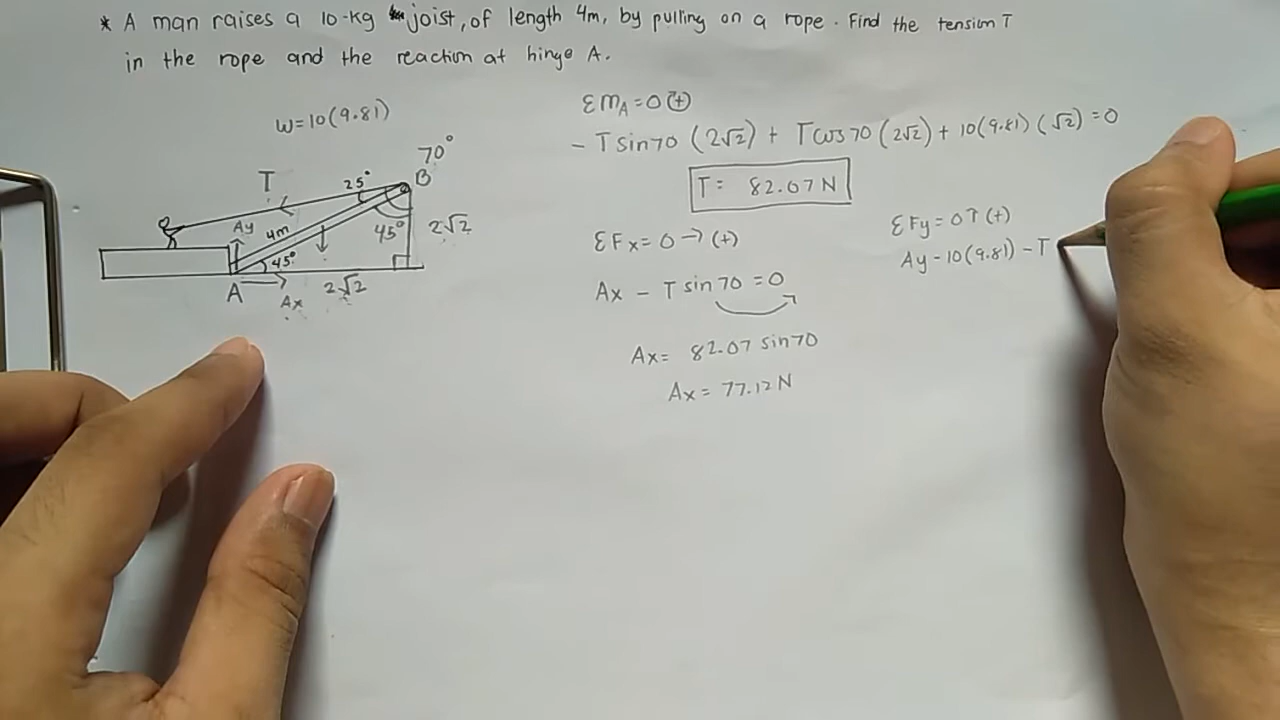 * A man raises a 10-kg joist, of length 4m, by pulling on a rope. Find the tension T
in the rope and the reaction at hinge A.
W=10(9.81)
70°
T
25°
B
Ay
4m
45°
2√2
45°
A
Ax
2√2
ΣMA=0 (+)
- T sin70 (2√2) + T cos70 (2√2) + 10(9.81) (√2) = 0
T= 82.07 N
ΣFx=0 → (+)
Ax - T sin 70 = 0
Ax= 82.07 sin70
Ax = 77.12 N
ΣFy=0↑(+)
Ay-10(9.81) - T